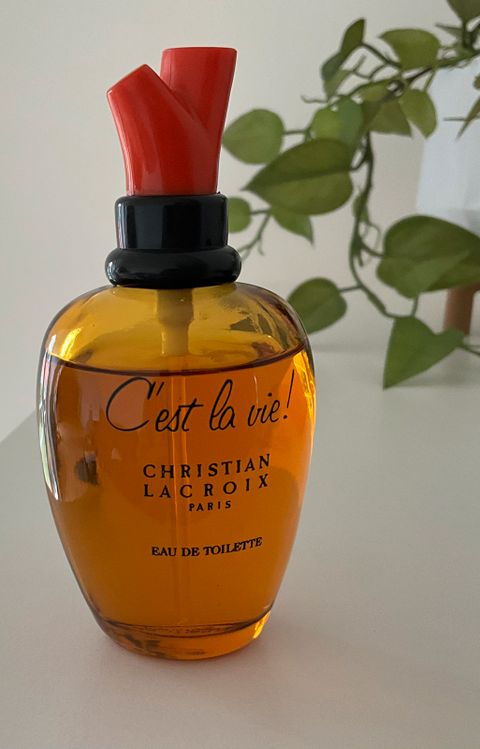 C'est la vie!
CHRISTIAN
LACROIX
PARIS
EAU DE TOILETTE